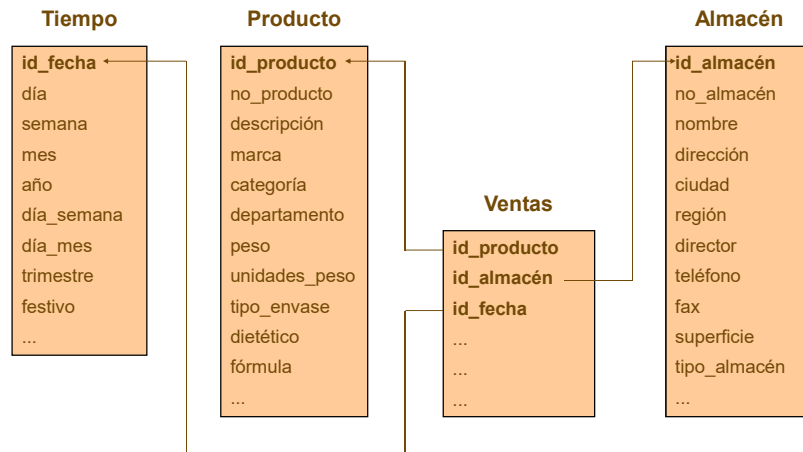 Tiempo
id_fecha
día
semana
mes
año
día_semana
día_mes
trimestre
festivo
...
Producto
id_producto
no_producto
descripción
marca
categoría
departamento
peso
unidades_peso
tipo_envase
dietético
fórmula
...
Ventas
id_producto
id_almacén
id_fecha
...
...
...
Almacén
id_almacén
no_almacén
nombre
dirección
ciudad
región
director
teléfono
fax
superficie
tipo_almacén
...